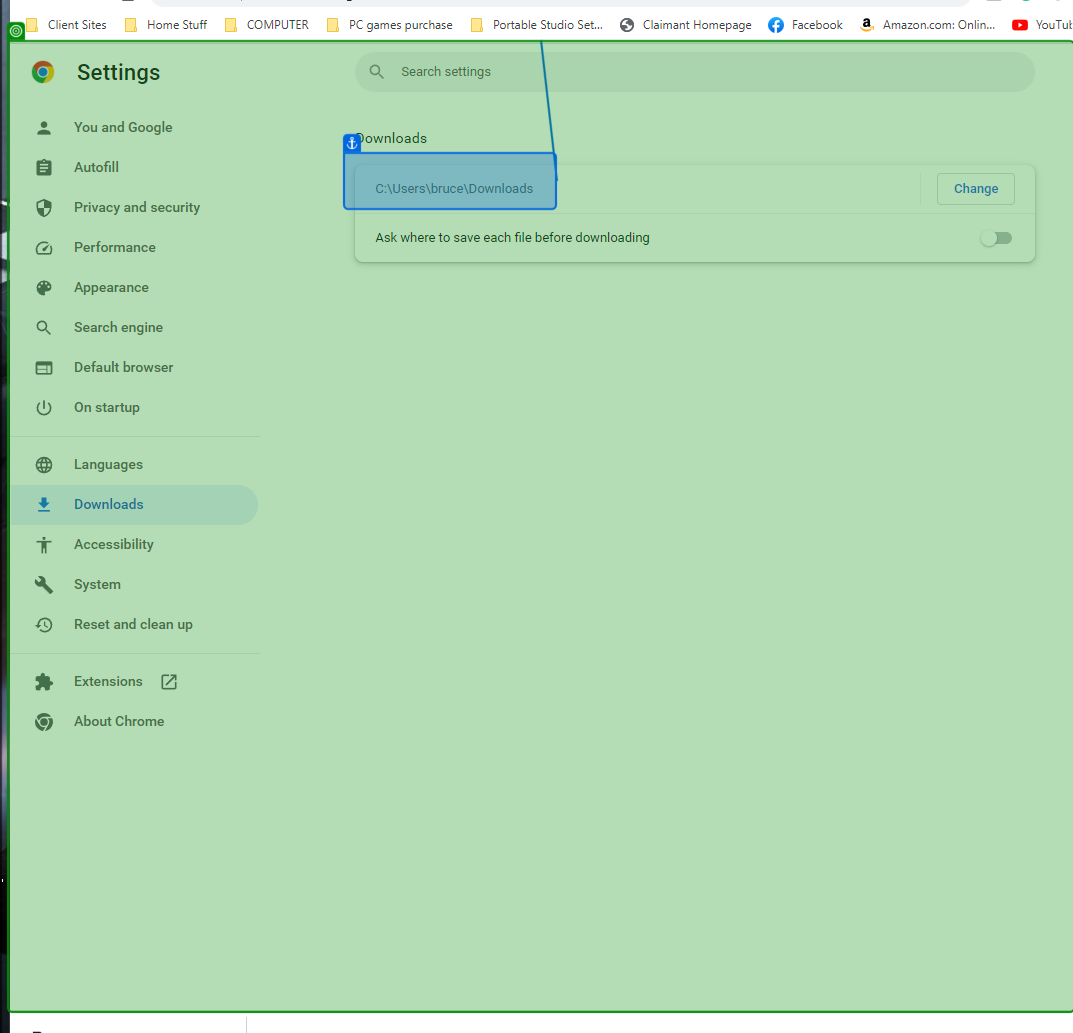 Client Sites Home Stuff COMPUTER PC games purchase Portable Studio Set... Claimant Homepage Facebook Amazon.com: Onlin...
Settings
Search settings
You and Google
Autofill
Privacy and security
Performance
Appearance
Search engine
Default browser
On startup
Languages
Downloads
Accessibility
System
Reset and clean up
Extensions
About Chrome
Downloads
C:\Users\bruce\Downloads
Change
Ask where to save each file before downloading